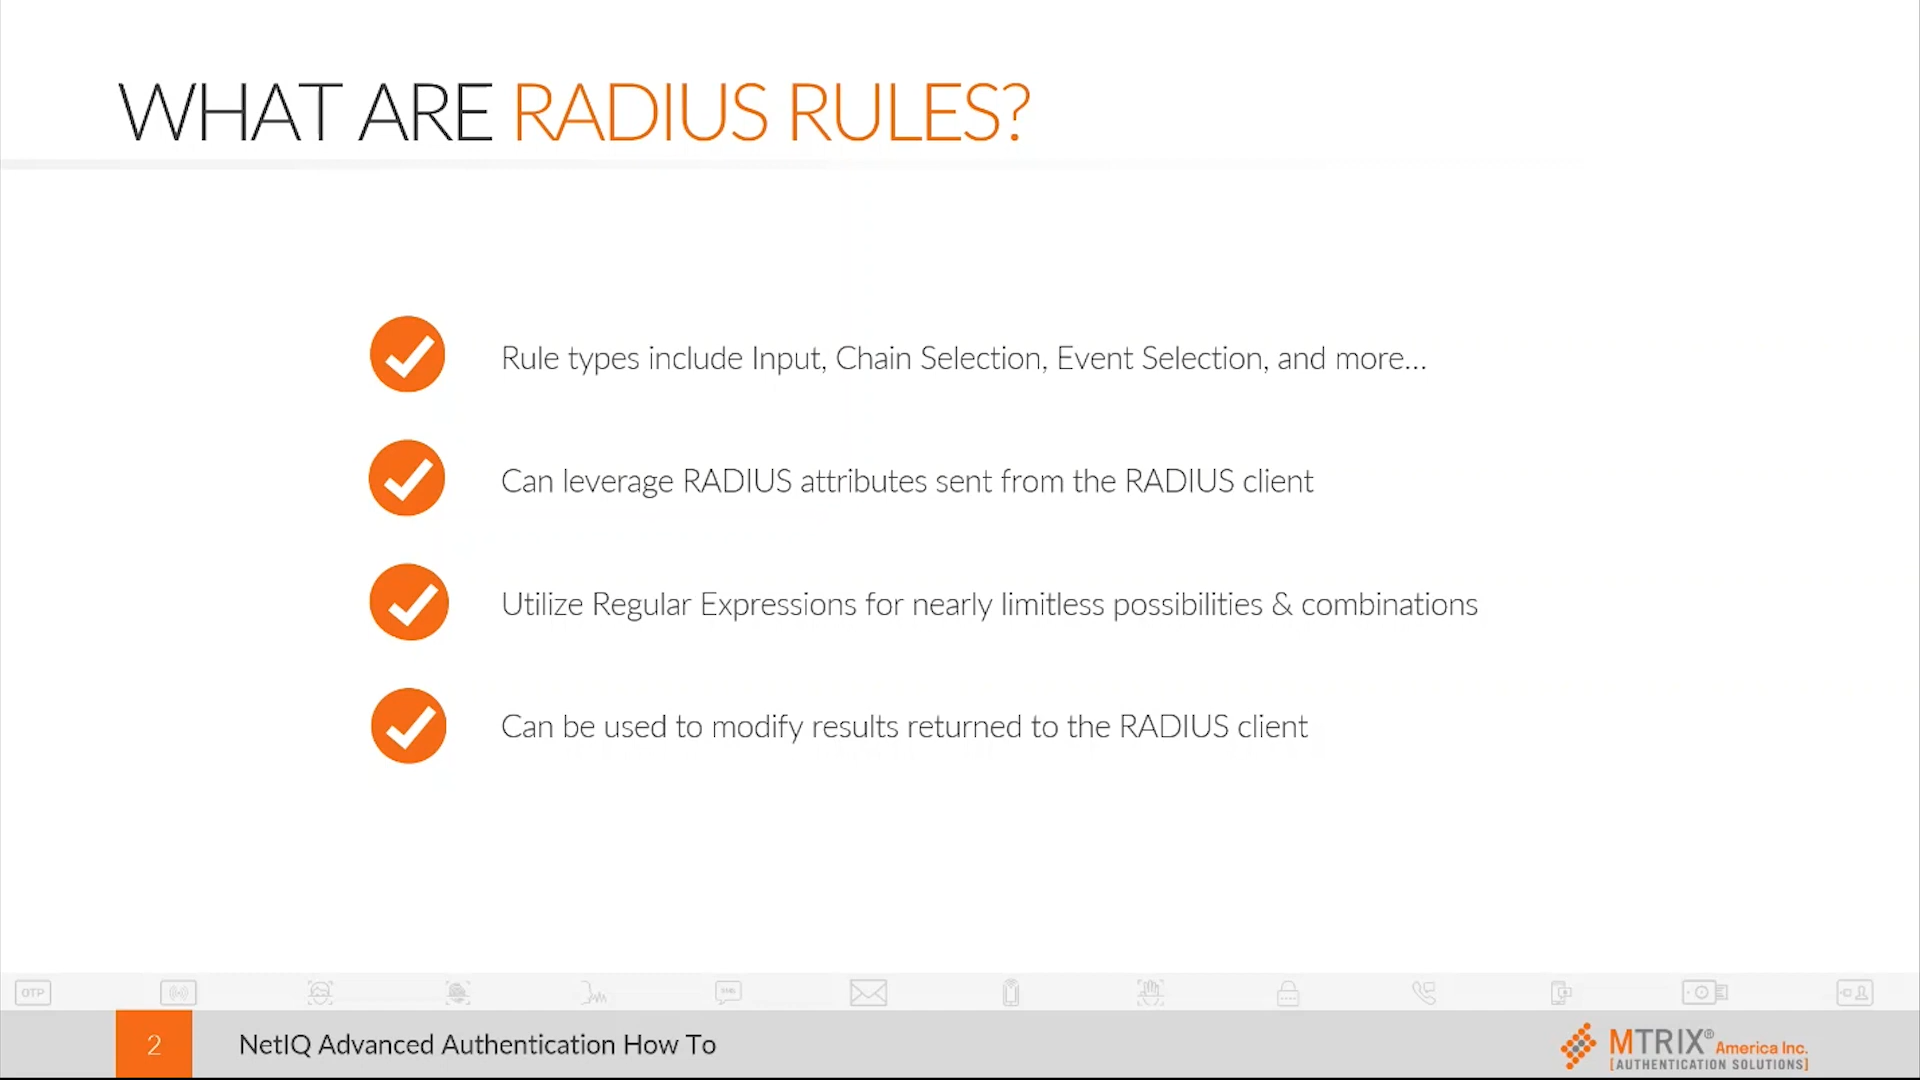 WHAT ARE RADIUS RULES?
Rule types include Input, Chain Selection, Event Selection, and more...
Can leverage RADIUS attributes sent from the RADIUS client
Utilize Regular Expressions for nearly limitless possibilities & combinations
Can be used to modify results returned to the RADIUS client
OTP
2
NetIQ Advanced Authentication How To
MTRIX® America Inc.
[AUTHENTICATION SOLUTIONS]